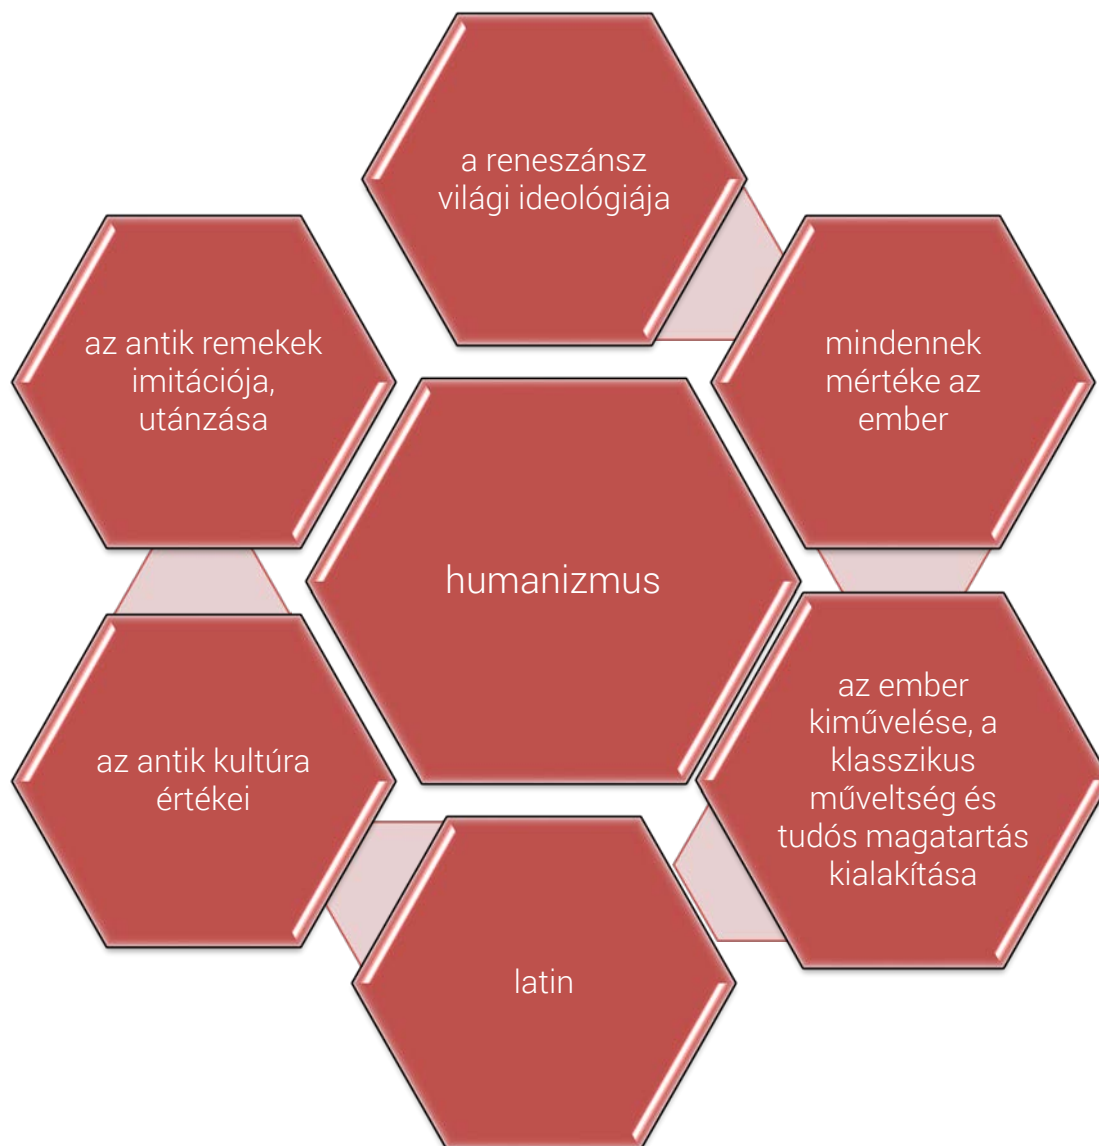 a reneszánsz
világi ideológiája
mindennek
mértéke az
ember
az ember
kiművelése, a
klasszikus
műveltség és
tudós magatartás
kialakítása
latin
az antik kultúra
értékei
az antik remekek
imitációja,
utánzása
humanizmus